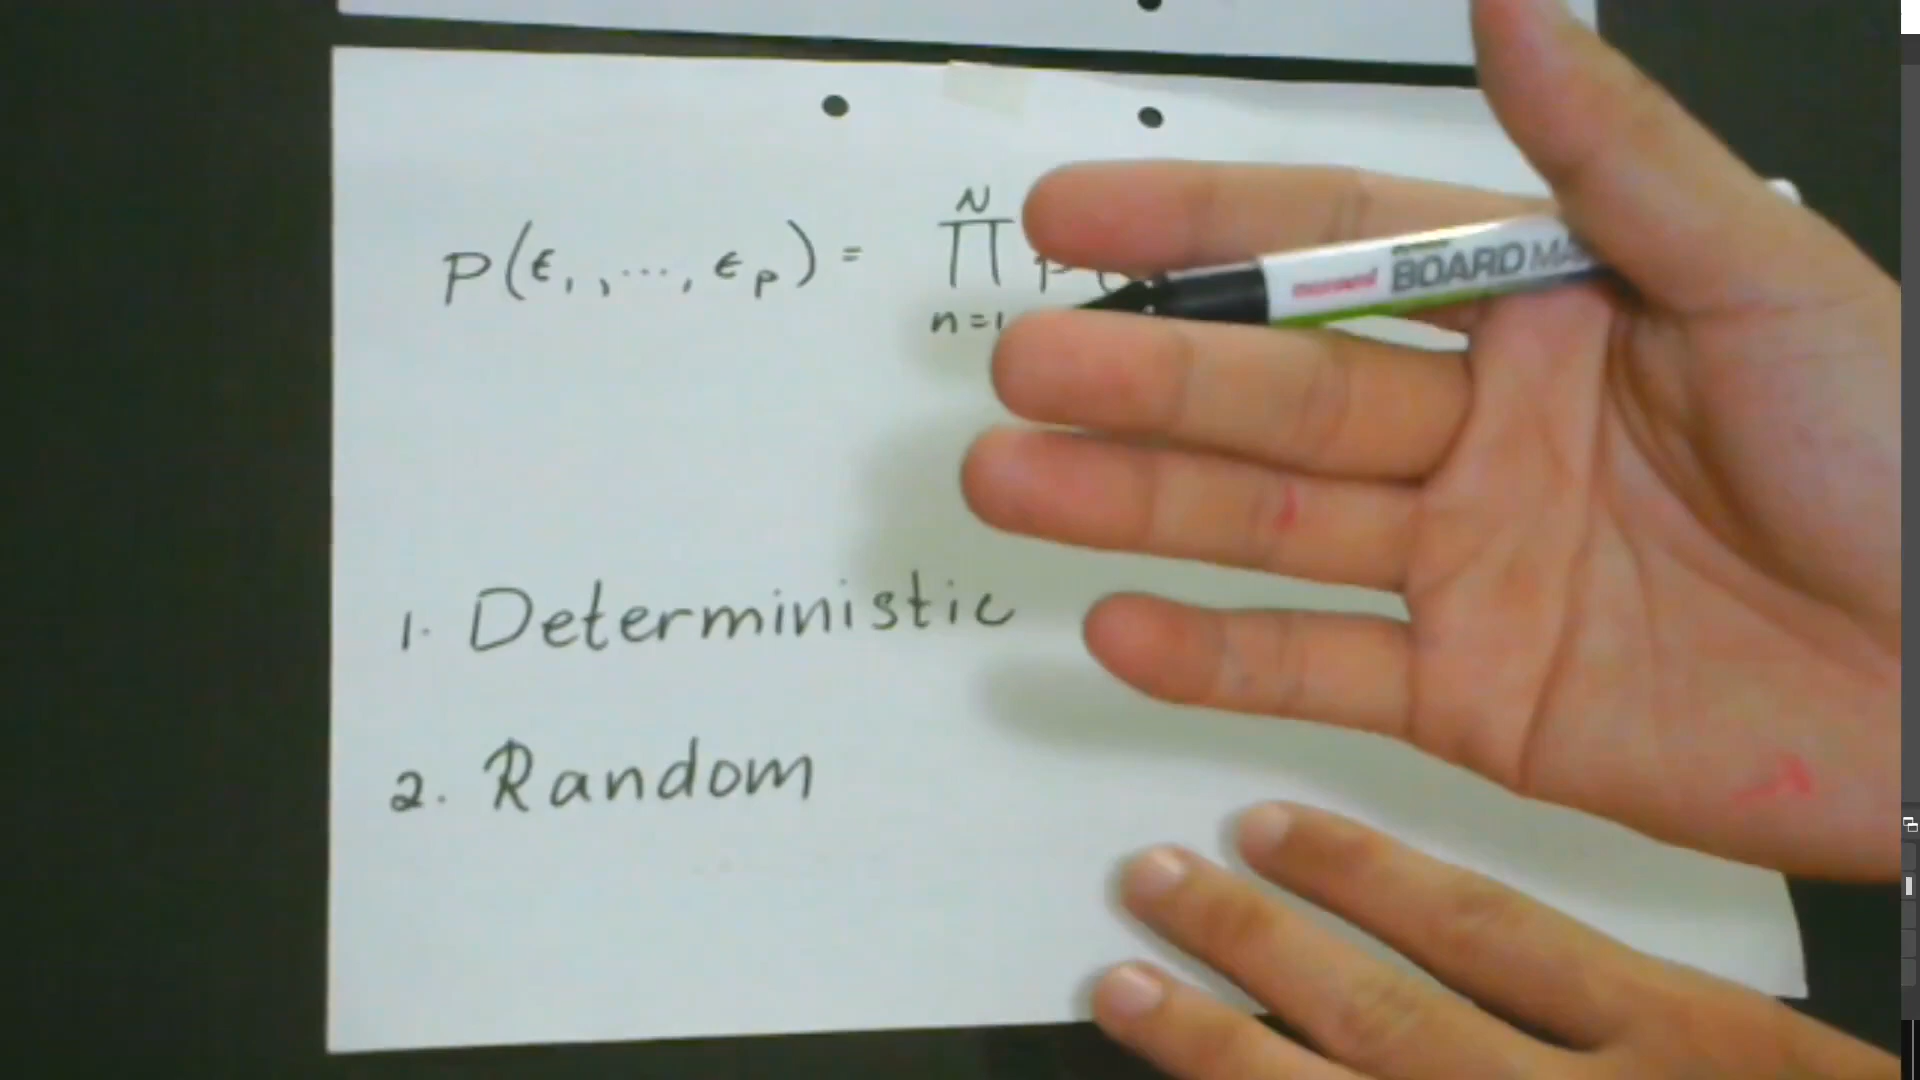 N
p(ϵ₁, ..., ϵₚ) = ∏ p(
n=1
BOARD MA
1. Deterministic
2. Random